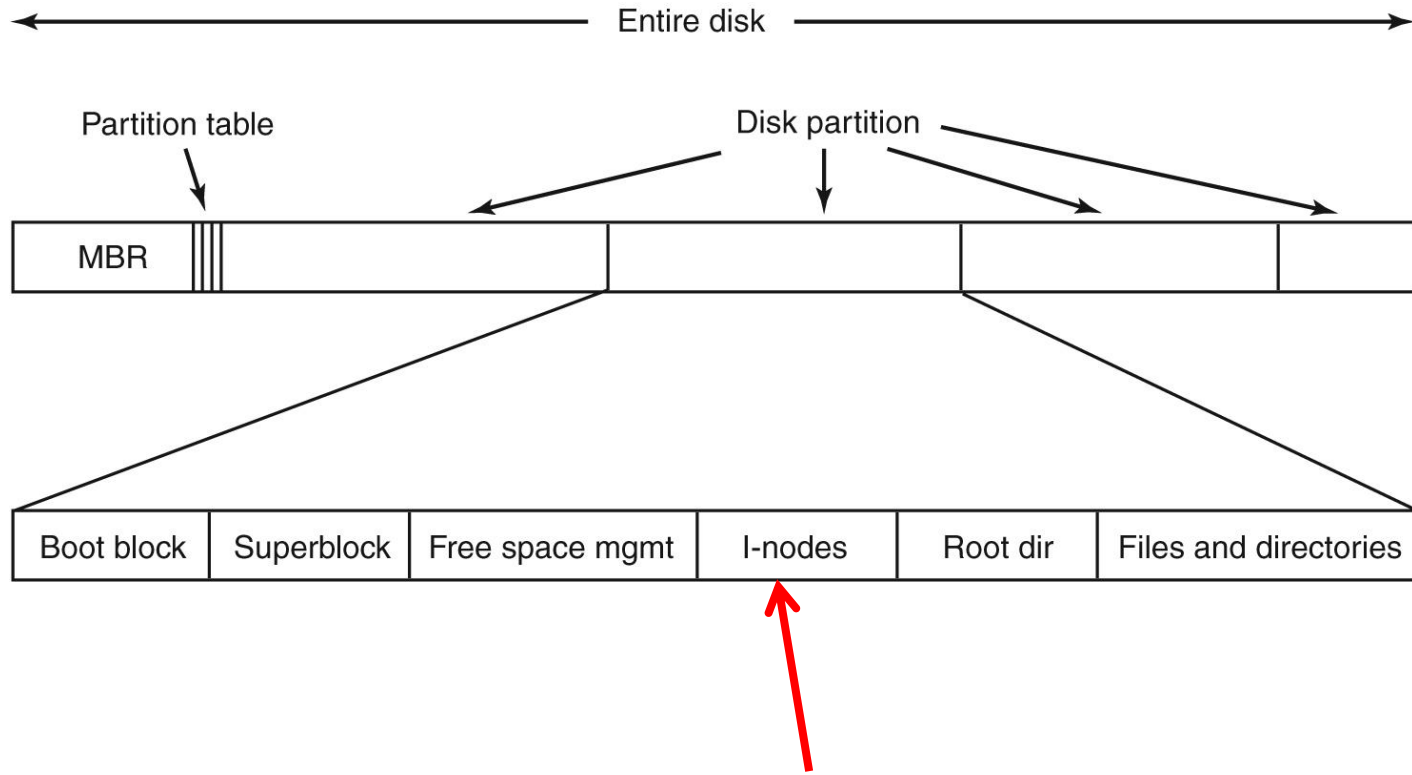 Entire disk
Partition table
Disk partition
MBR
Boot block
Superblock
Free space mgmt
I-nodes
Root dir
Files and directories